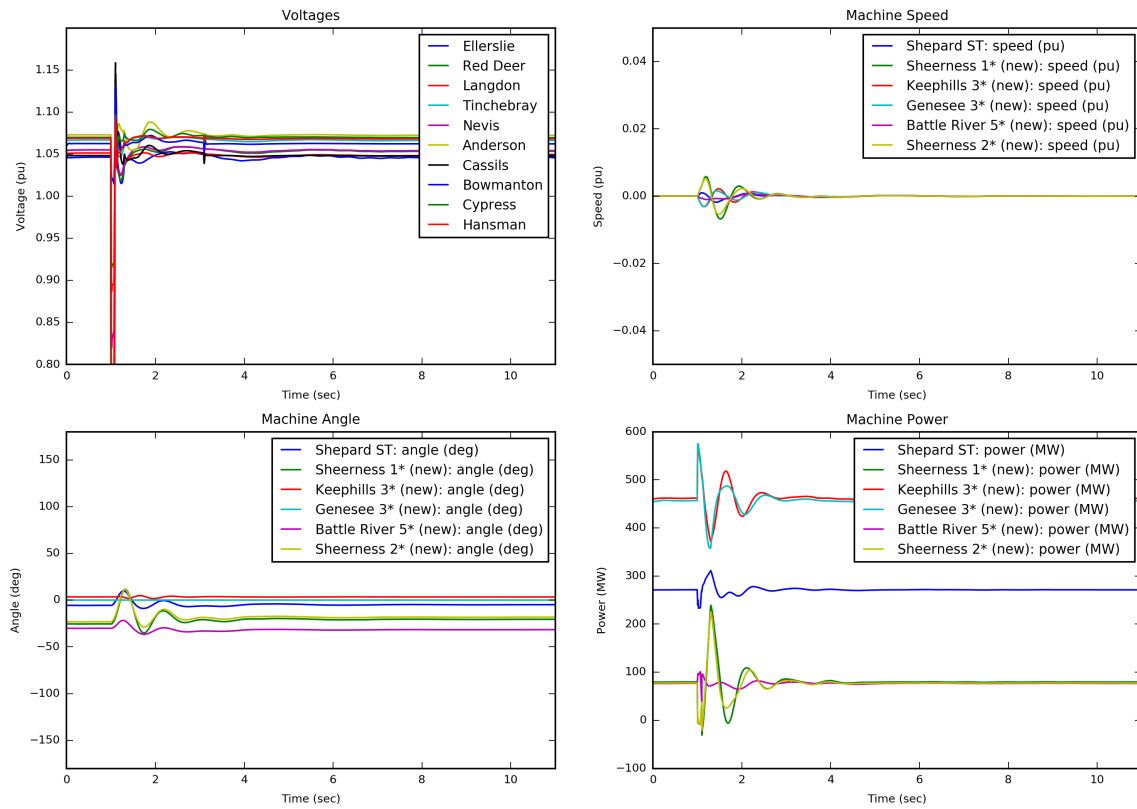 Voltages
1.15
1.10
1.05
1.00
0.95
0.90
0.85
0.80
Voltage (pu)
0 2 4 6 8 10
Time (sec)
Ellerslie
Red Deer
Langdon
Tinchebray
Nevis
Anderson
Cassils
Bowmanton
Cypress
Hansman
Machine Speed
0.04
0.02
0.00
−0.02
−0.04
Speed (pu)
0 2 4 6 8 10
Time (sec)
Shepard ST: speed (pu)
Sheerness 1* (new): speed (pu)
Keephills 3* (new): speed (pu)
Genesee 3* (new): speed (pu)
Battle River 5* (new): speed (pu)
Sheerness 2* (new): speed (pu)
Machine Angle
150
100
50
0
−50
−100
−150
Angle (deg)
0 2 4 6 8 10
Time (sec)
Shepard ST: angle (deg)
Sheerness 1* (new): angle (deg)
Keephills 3* (new): angle (deg)
Genesee 3* (new): angle (deg)
Battle River 5* (new): angle (deg)
Sheerness 2* (new): angle (deg)
Machine Power
600
500
400
300
200
100
0
−100
Power (MW)
0 2 4 6 8 10
Time (sec)
Shepard ST: power (MW)
Sheerness 1* (new): power (MW)
Keephills 3* (new): power (MW)
Genesee 3* (new): power (MW)
Battle River 5* (new): power (MW)
Sheerness 2* (new): power (MW)